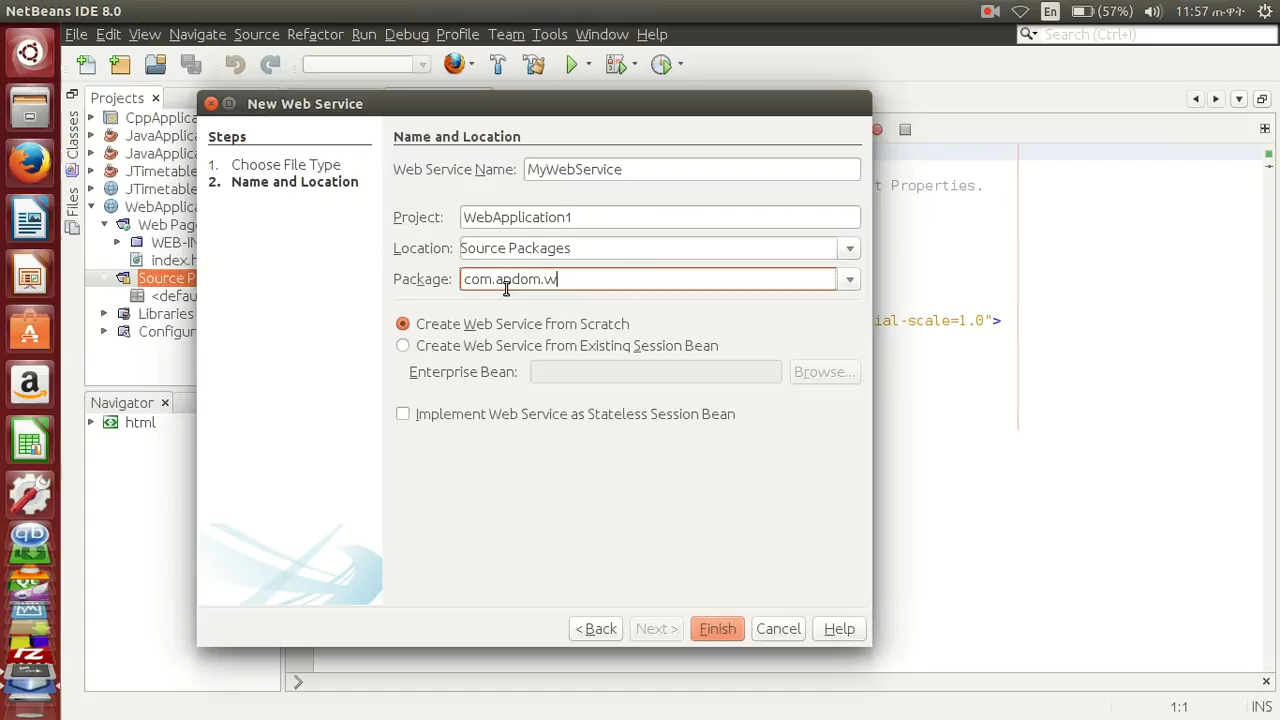 NetBeans IDE 8.0
En
(57%)
11:57 ጡዋት
File Edit View Navigate Source Refactor Run Debug Profile Team Tools Window Help
Search (Ctrl+I)
Projects
CppApplica
JavaApplica
JavaApplica
JTimetable
JTimetable
WebApplica
Web Pag
WEB-IN
index.h
Source P
<defau
Libraries
Configur
Classes
Files
Navigator
html
New Web Service
Steps
1. Choose File Type
2. Name and Location
Name and Location
Web Service Name: MyWebService
Project: WebApplication1
Location: Source Packages
Package: com.andom.w
Create Web Service from Scratch
Create Web Service from Existing Session Bean
Enterprise Bean:
Browse...
Implement Web Service as Stateless Session Bean
< Back
Next >
Finish
Cancel
Help
t Properties.
ial-scale=1.0">
1:1
INS